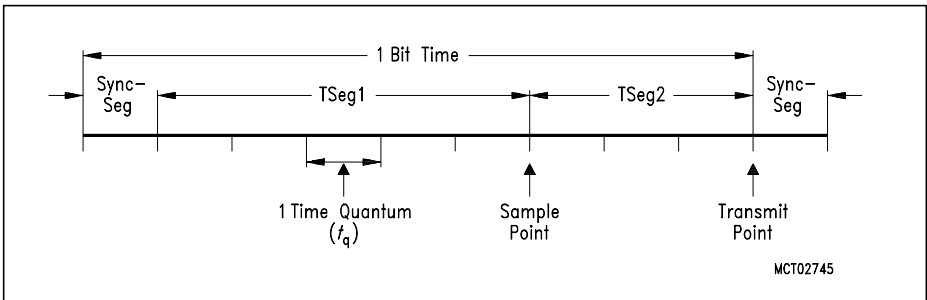 1 Bit Time
Sync-
Seg
TSeg1
TSeg2
Sync-
Seg
1 Time Quantum
(tq)
Sample
Point
Transmit
Point
MCT02745